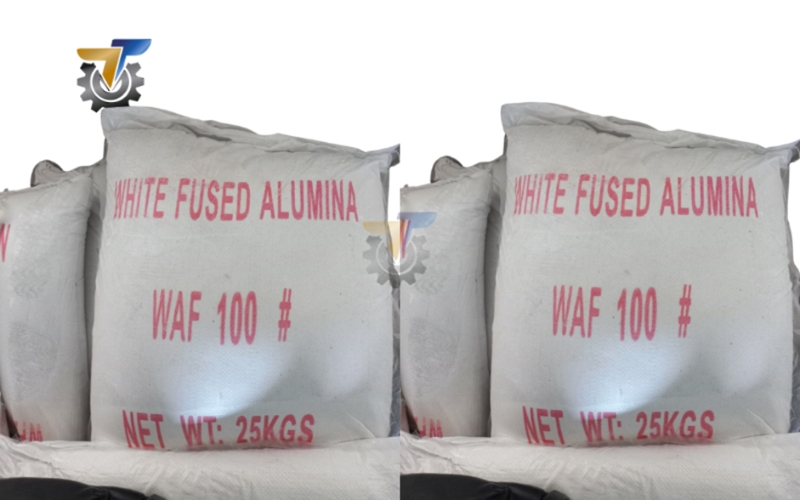 WHITE FUSED ALUMINA
WAF 100 #
NET WT: 25KGS
WHITE FUSED ALUMINA
WAF 100 #
NET WT: 25KGS